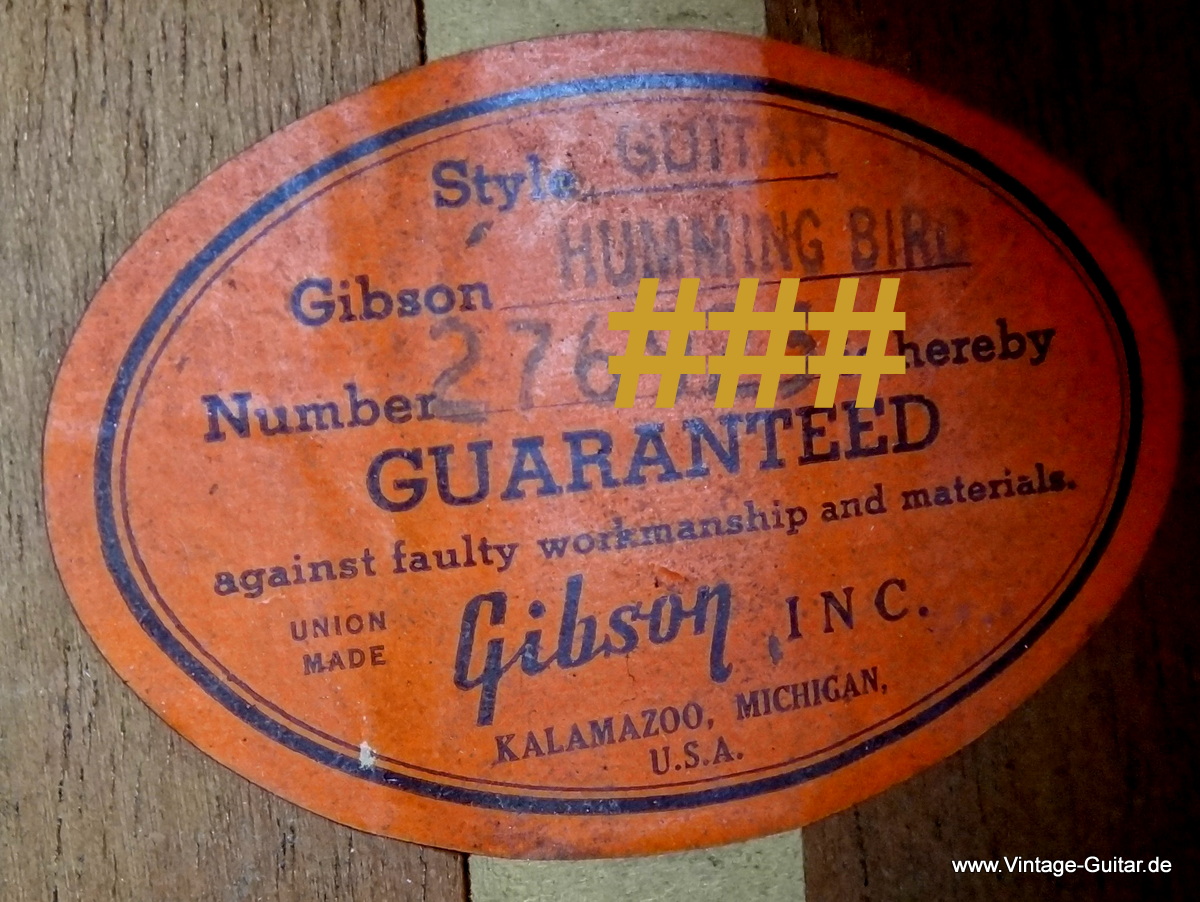 Style GUITAR
Gibson HUMMING BIRD
Number 276### is hereby
GUARANTEED
against faulty workmanship and materials.
UNION
MADE
Gibson, INC.
KALAMAZOO, MICHIGAN,
U.S.A.
www.Vintage-Guitar.de